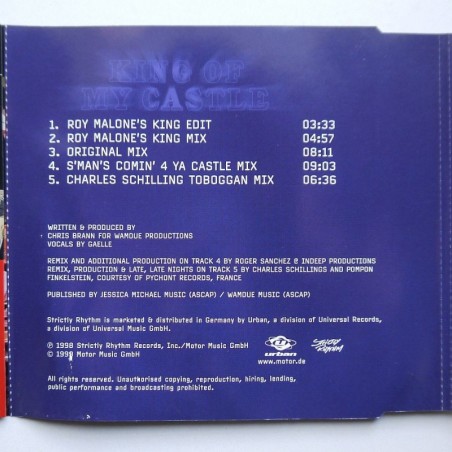 KING OF
MY CASTLE
1. ROY MALONE'S KING EDIT 03:33
2. ROY MALONE'S KING MIX 04:57
3. ORIGINAL MIX 08:11
4. S'MAN'S COMIN' 4 YA CASTLE MIX 09:03
5. CHARLES SCHILLING TOBOGGAN MIX 06:36
WRITTEN & PRODUCED BY
CHRIS BRANN FOR WAMDUE PRODUCTIONS
VOCALS BY GAELLE
REMIX AND ADDITIONAL PRODUCTION ON TRACK 4 BY ROGER SANCHEZ @ INDEEP PRODUCTIONS
REMIX, PRODUCTION & LATE, LATE NIGHTS ON TRACK 5 BY CHARLES SCHILLINGS AND POMPON
FINKELSTEIN, COURTESY OF PYCHONT RECORDS, FRANCE
PUBLISHED BY JESSICA MICHAEL MUSIC (ASCAP) / WAMDUE MUSIC (ASCAP)
Strictly Rhythm is marketed & distributed in Germany by Urban, a division of Universal Records,
a division of Universal Music GmbH.
℗ 1998 Strictly Rhythm Records, Inc./Motor Music GmbH
© 1999 Motor Music GmbH
urban
www.motor.de
Strictly Rhythm
All rights reserved. Unauthorised copying, reproduction, hiring, lending,
public performance and broadcasting prohibited.